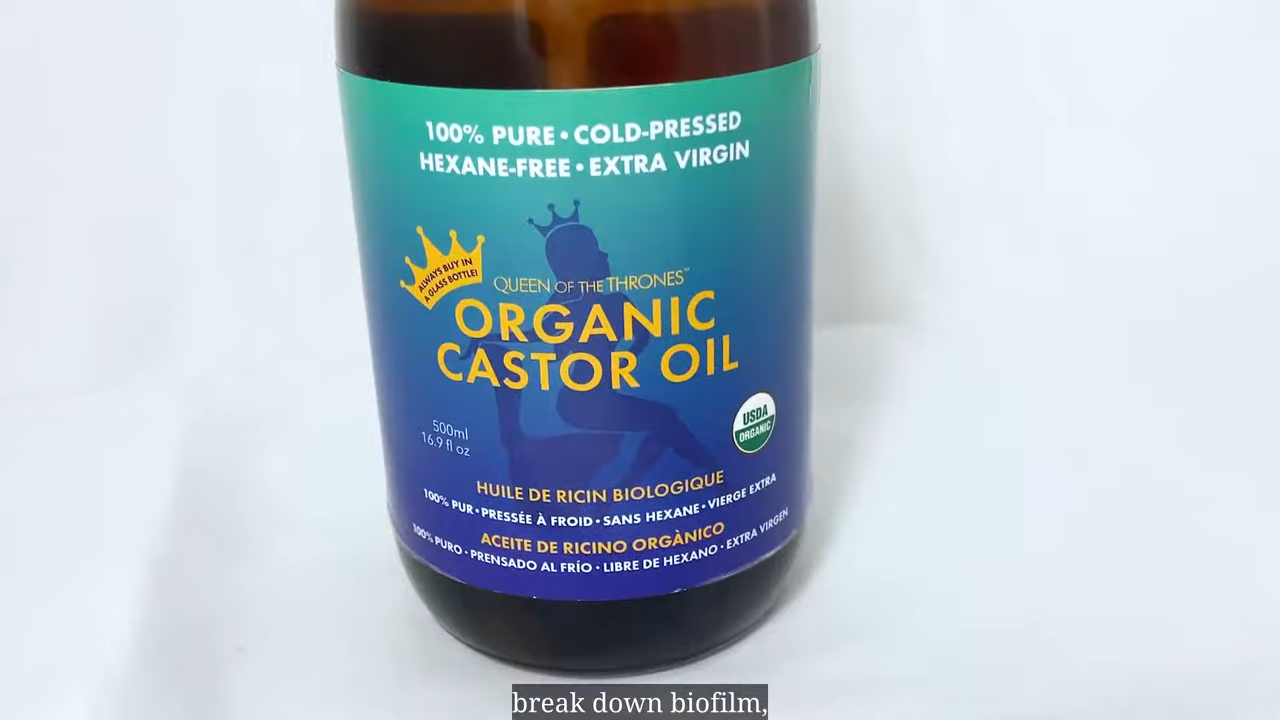 100% PURE • COLD-PRESSED
HEXANE-FREE • EXTRA VIRGIN
ALWAYS BUY IN
A GLASS BOTTLE!
QUEEN OF THE THRONES™
ORGANIC
CASTOR OIL
500ml
16.9 fl oz
USDA
ORGANIC
HUILE DE RICIN BIOLOGIQUE
100% PUR • PRESSÉE À FROID • SANS HEXANE • VIERGE EXTRA
ACEITE DE RICINO ORGÀNICO
100% PURO • PRENSADO AL FRÍO • LIBRE DE HEXANO • EXTRA VIRGEN
break down biofilm,